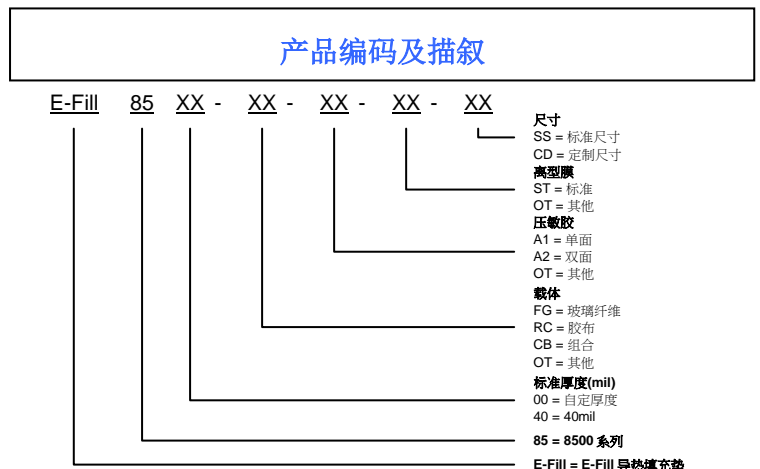 产品编码及描叙
E-Fill 85 XX - XX - XX - XX - XX
尺寸
SS = 标准尺寸
CD = 定制尺寸
离型膜
ST = 标准
OT = 其他
压敏胶
A1 = 单面
A2 = 双面
OT = 其他
载体
FG = 玻璃纤维
RC = 胶布
CB = 组合
OT = 其他
标准厚度(mil)
00 = 自定厚度
40 = 40mil
85 = 8500 系列
E-Fill = E-Fill 导热填充垫